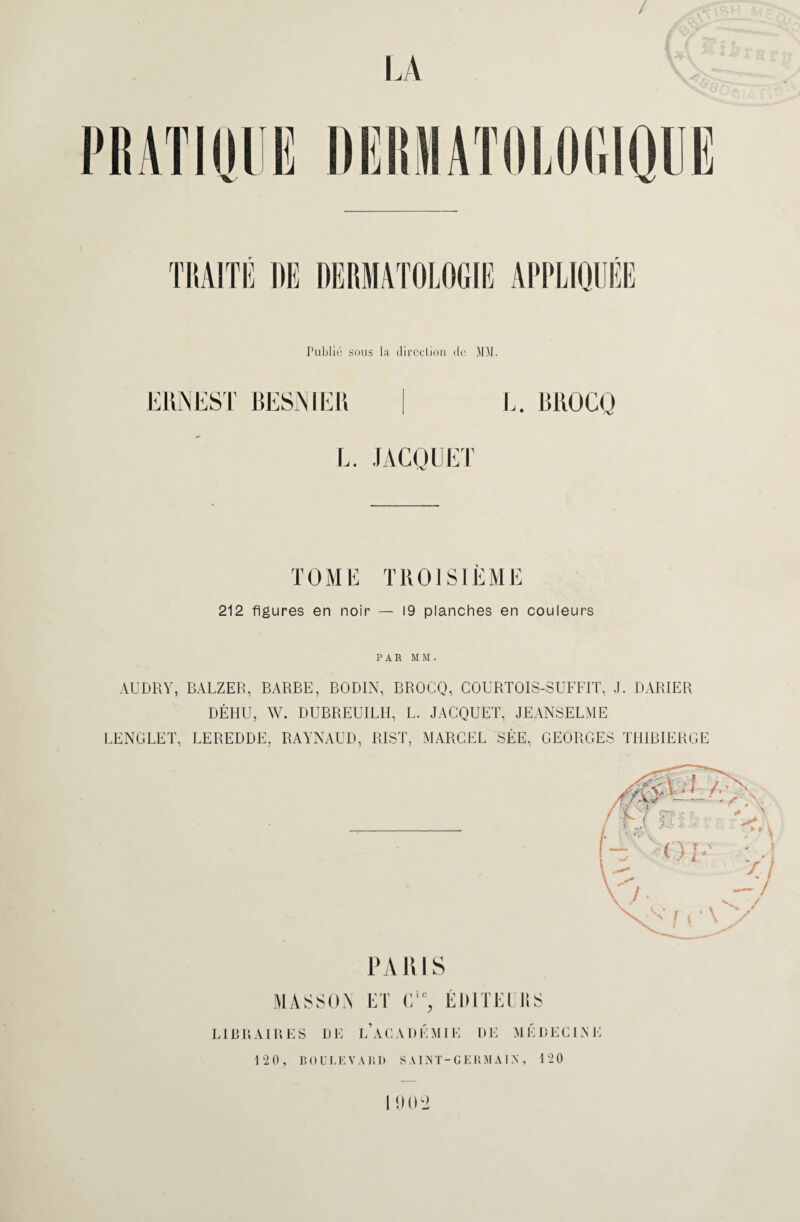 LA
PRATIQUE DERMATOLOGIQUE
TRAITÉ DE DERMATOLOGIE APPLIQUÉE
Publié sous la direction de MM.
ERNEST BESNIER | L. BROCQ
L. JACQUET
TOME TROISIÈME
212 figures en noir — 19 planches en couleurs
PAR MM.
AUDRY, BALZER, BARBE, BODIN, BROCQ, COURTOIS-SUFFIT, J. DARIER
DÉHU, W. DUBREUILH, L. JACQUET, JEANSELME
LENGLET, LEREDDE, RAYNAUD, RIST, MARCEL SÉE, GEORGES THIBIERGE
PARIS
MASSON ET Cie, ÉDITEURS
LIBRAIRES DE L'ACADÉMIE DE MÉDECINE
120, BOULEVARD SAINT-GERMAIN, 120
1902